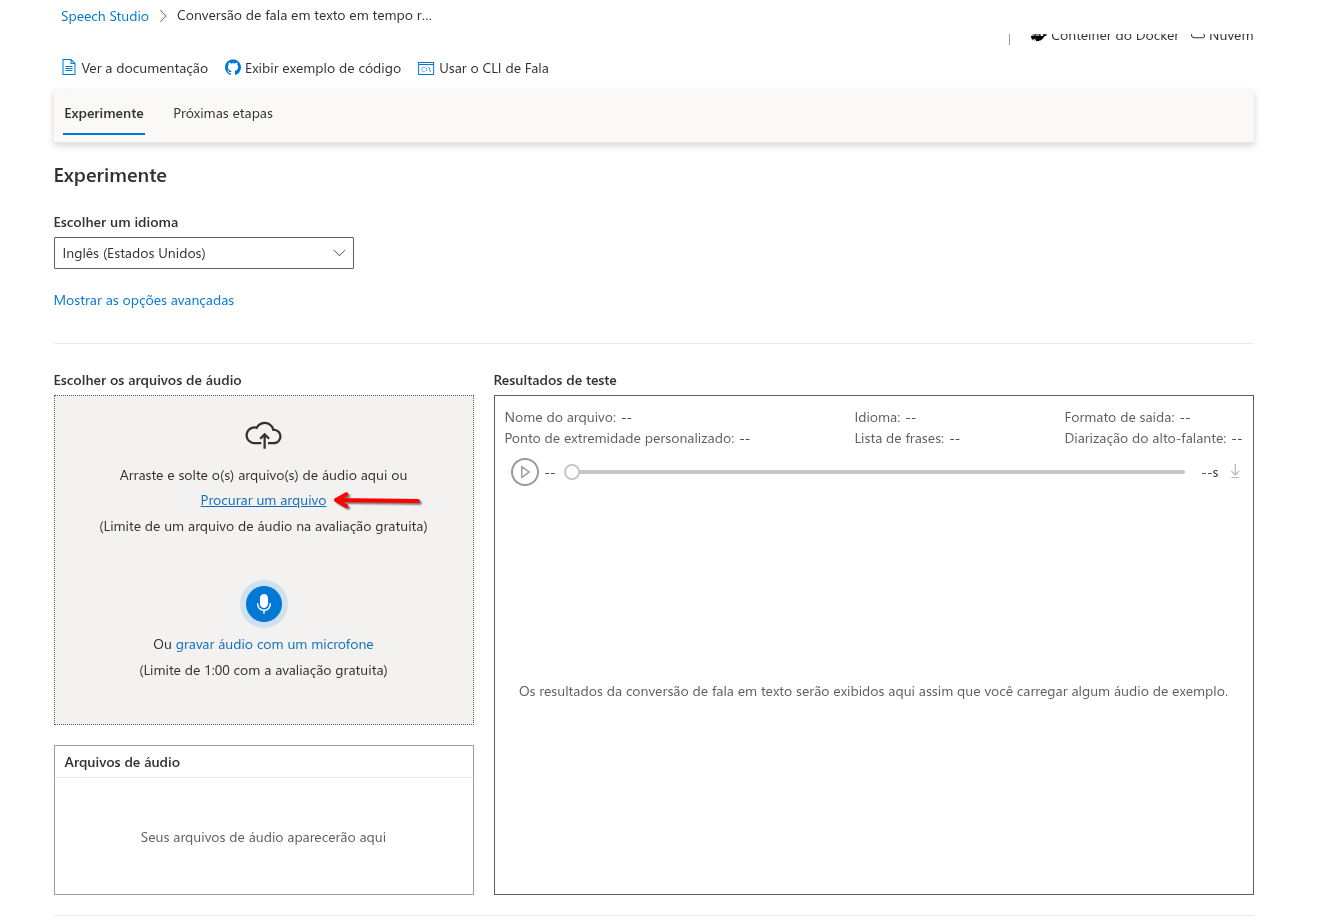 Speech Studio > Conversão de fala em texto em tempo r...
Conteiner do Docker Nuvem
Ver a documentação Exibir exemplo de código Usar o CLI de Fala
Experimente Próximas etapas
Experimente
Escolher um idioma
Inglês (Estados Unidos)
Mostrar as opções avançadas
Escolher os arquivos de áudio
Arraste e solte o(s) arquivo(s) de áudio aqui ou
Procurar um arquivo
(Limite de um arquivo de áudio na avaliação gratuita)
Ou gravar áudio com um microfone
(Limite de 1:00 com a avaliação gratuita)
Arquivos de áudio
Seus arquivos de áudio aparecerão aqui
Resultados de teste
Nome do arquivo: -- Idioma: -- Formato de saída: --
Ponto de extremidade personalizado: -- Lista de frases: -- Diarização do alto-falante: --
-- --s
Os resultados da conversão de fala em texto serão exibidos aqui assim que você carregar algum áudio de exemplo.